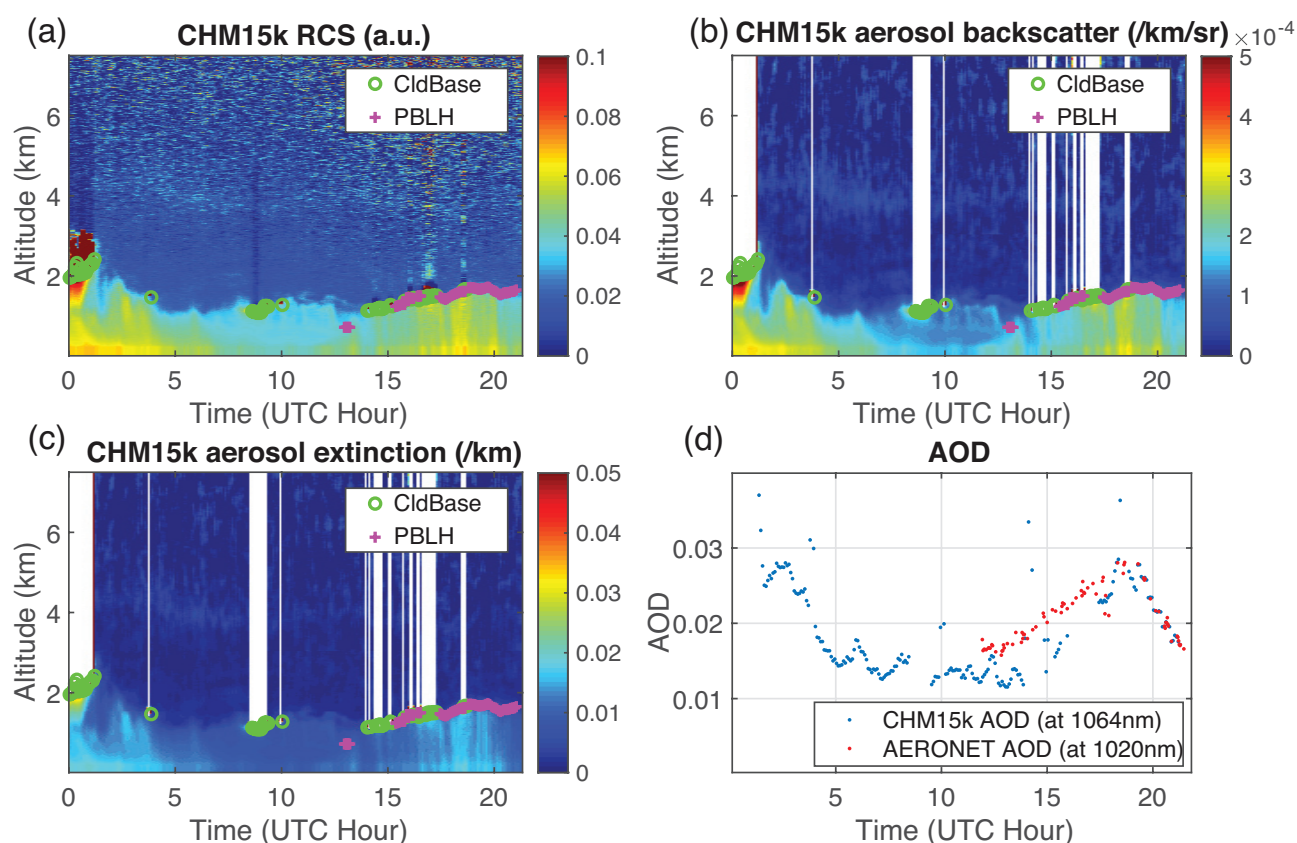 (a)
CHM15k RCS (a.u.)
CldBase
PBLH
Altitude (km)
6
4
2
0
5
10
15
20
Time (UTC Hour)
0.1
0.08
0.06
0.04
0.02
0
(b)
CHM15k aerosol backscatter (/km/sr)
×10⁻⁴
CldBase
PBLH
Altitude (km)
6
4
2
0
5
10
15
20
Time (UTC Hour)
5
4
3
2
1
0
(c)
CHM15k aerosol extinction (/km)
CldBase
PBLH
Altitude (km)
6
4
2
0
5
10
15
20
Time (UTC Hour)
0.05
0.04
0.03
0.02
0.01
0
(d)
AOD
AOD
0.03
0.02
0.01
5
10
15
20
CHM15k AOD (at 1064nm)
AERONET AOD (at 1020nm)
Time (UTC Hour)